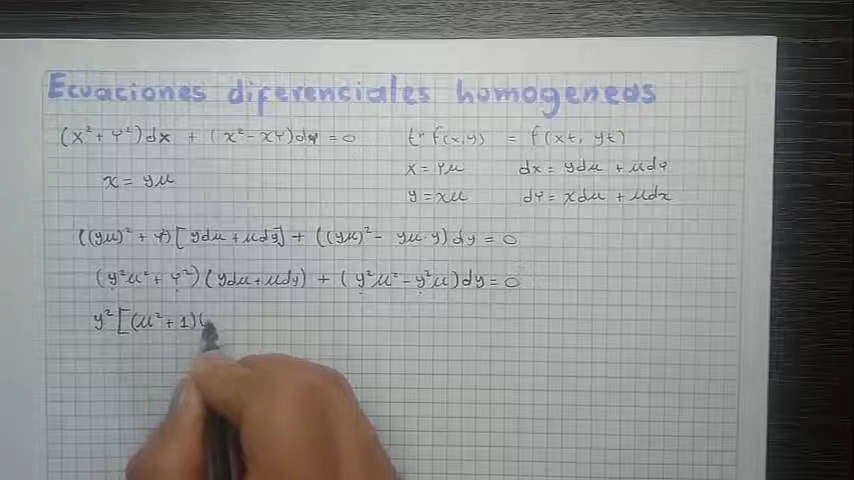 Ecuaciones diferenciales homogeneas
(x² + y²)dx + (x² - xy)dy = 0
tⁿ f(x,y) = f(xt, yt)
x = yu
x = yu dx = ydu + udy
y = xu dy = xdu + udx
((yu)² + y²)[ydu + udy] + ((yu)² - yu·y)dy = 0
(y²u² + y²)(ydu + udy) + (y²u² - y²u)dy = 0
y² [(u² + 1)(